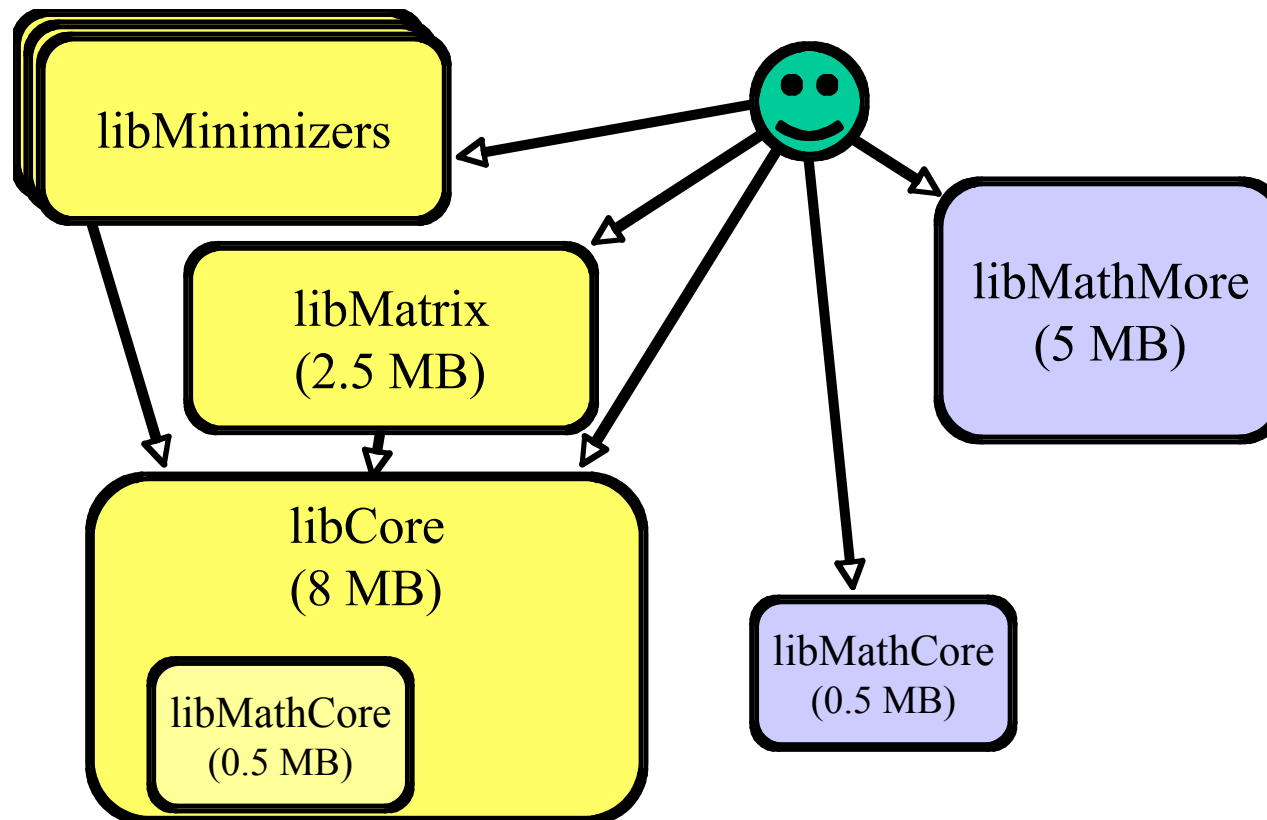 libMinimizers
libMatrix
(2.5 MB)
libMathMore
(5 MB)
libCore
(8 MB)
libMathCore
(0.5 MB)
libMathCore
(0.5 MB)